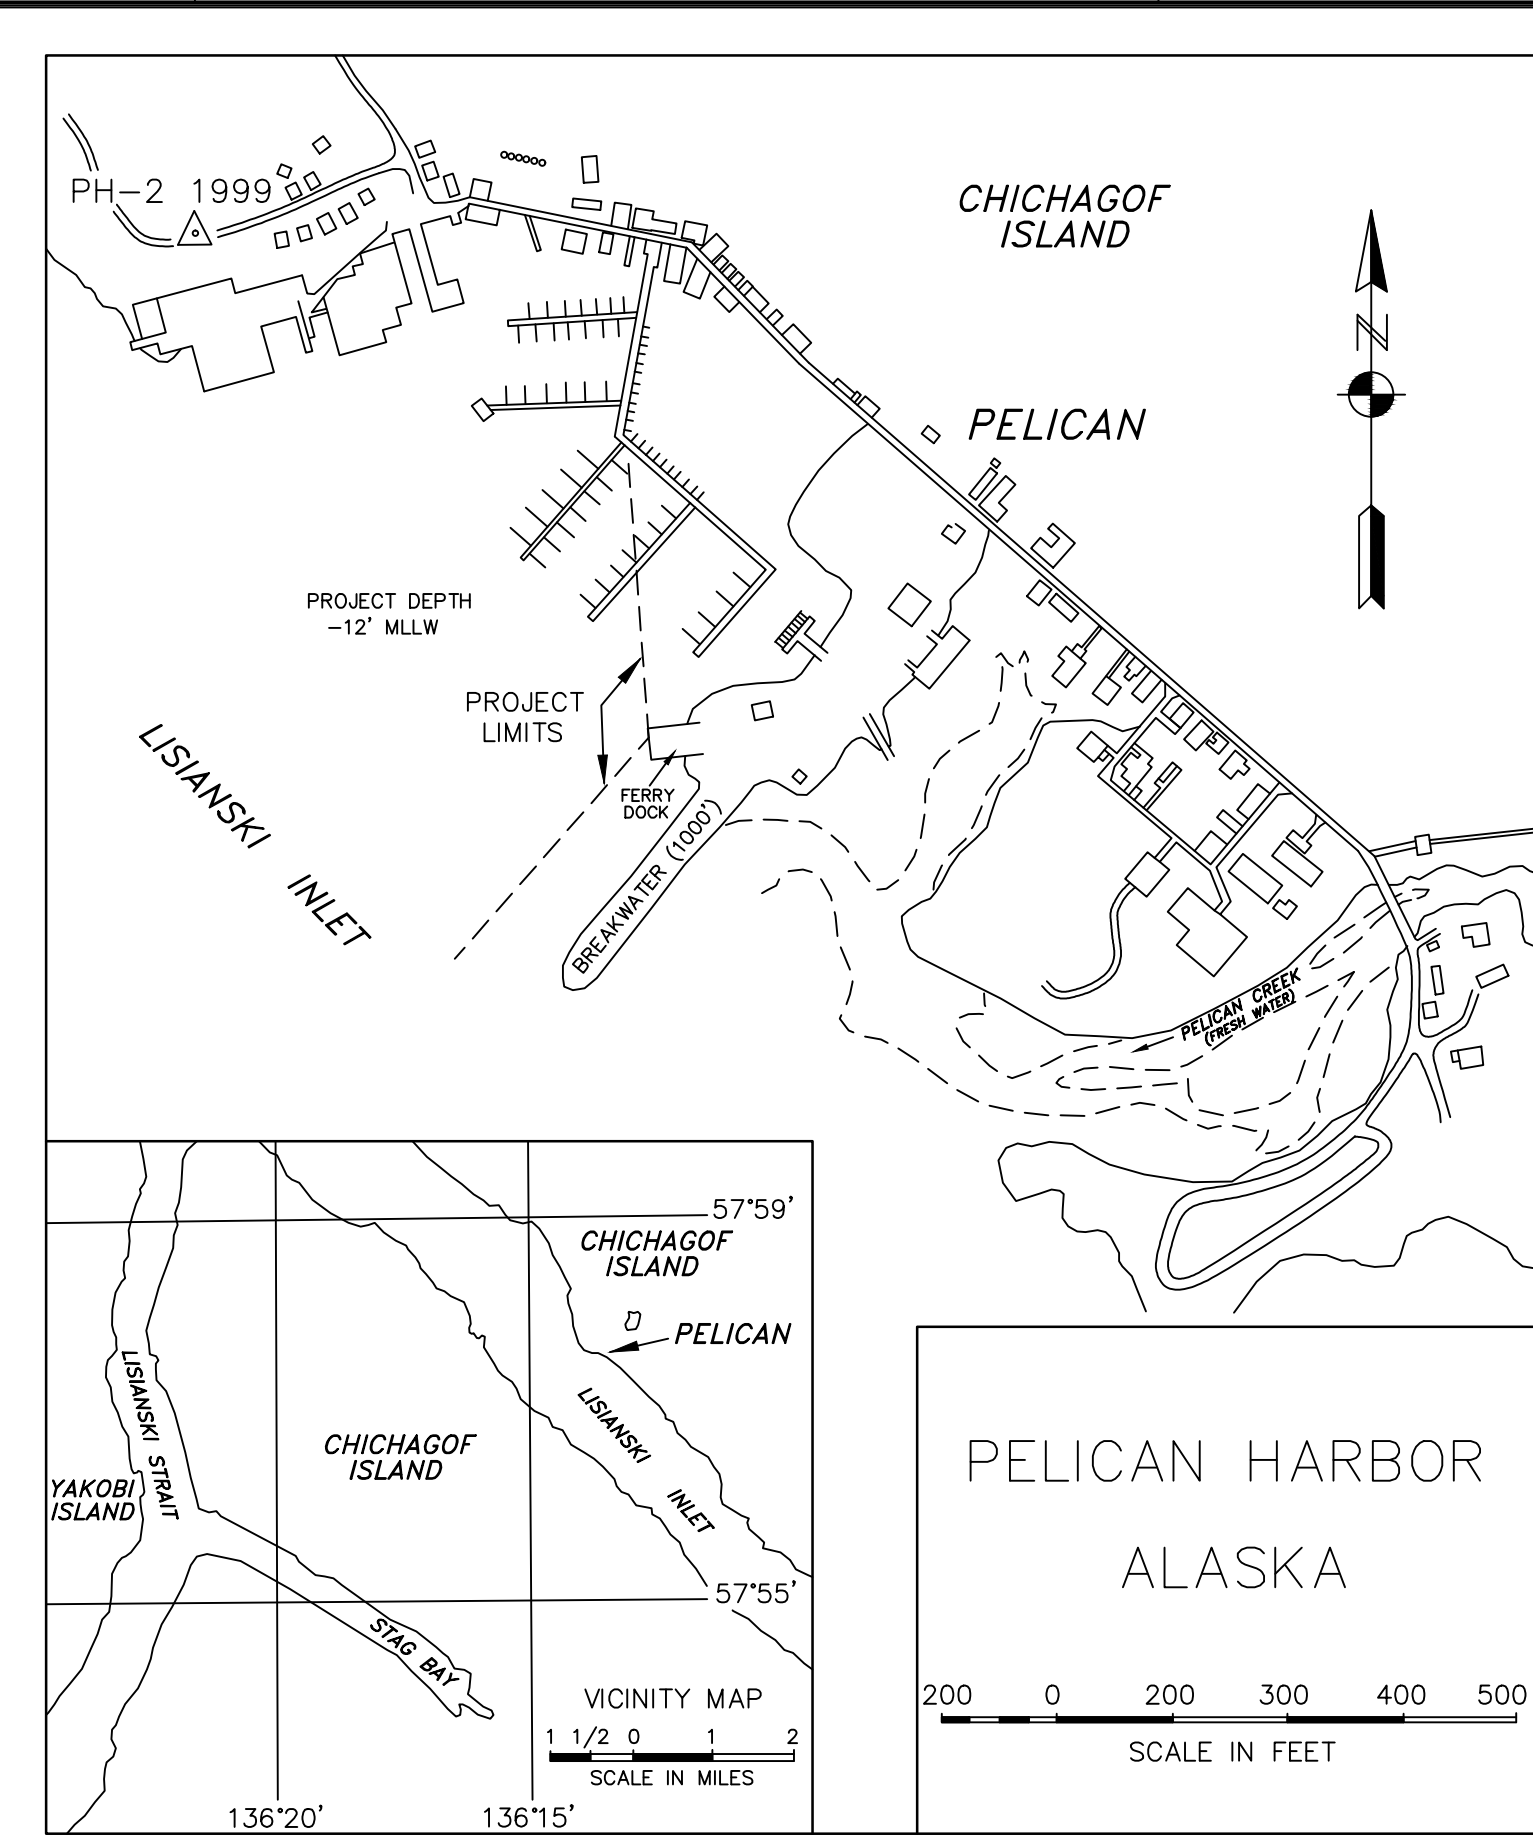 PH-2 1999
CHICHAGOF
ISLAND
N
PELICAN
PROJECT DEPTH
-12' MLLW
PROJECT
LIMITS
LISIANSKI
INLET
FERRY
DOCK
BREAKWATER (1000')
PELICAN CREEK
(FRESH WATER)
57°59'
CHICHAGOF
ISLAND
PELICAN
LISIANSKI STRAIT
LISIANSKI
INLET
CHICHAGOF
ISLAND
YAKOBI
ISLAND
57°55'
STAG BAY
VICINITY MAP
1 1/2 0 1 2
SCALE IN MILES
136°20' 136°15'
PELICAN HARBOR
ALASKA
200 0 200 300 400 500
SCALE IN FEET